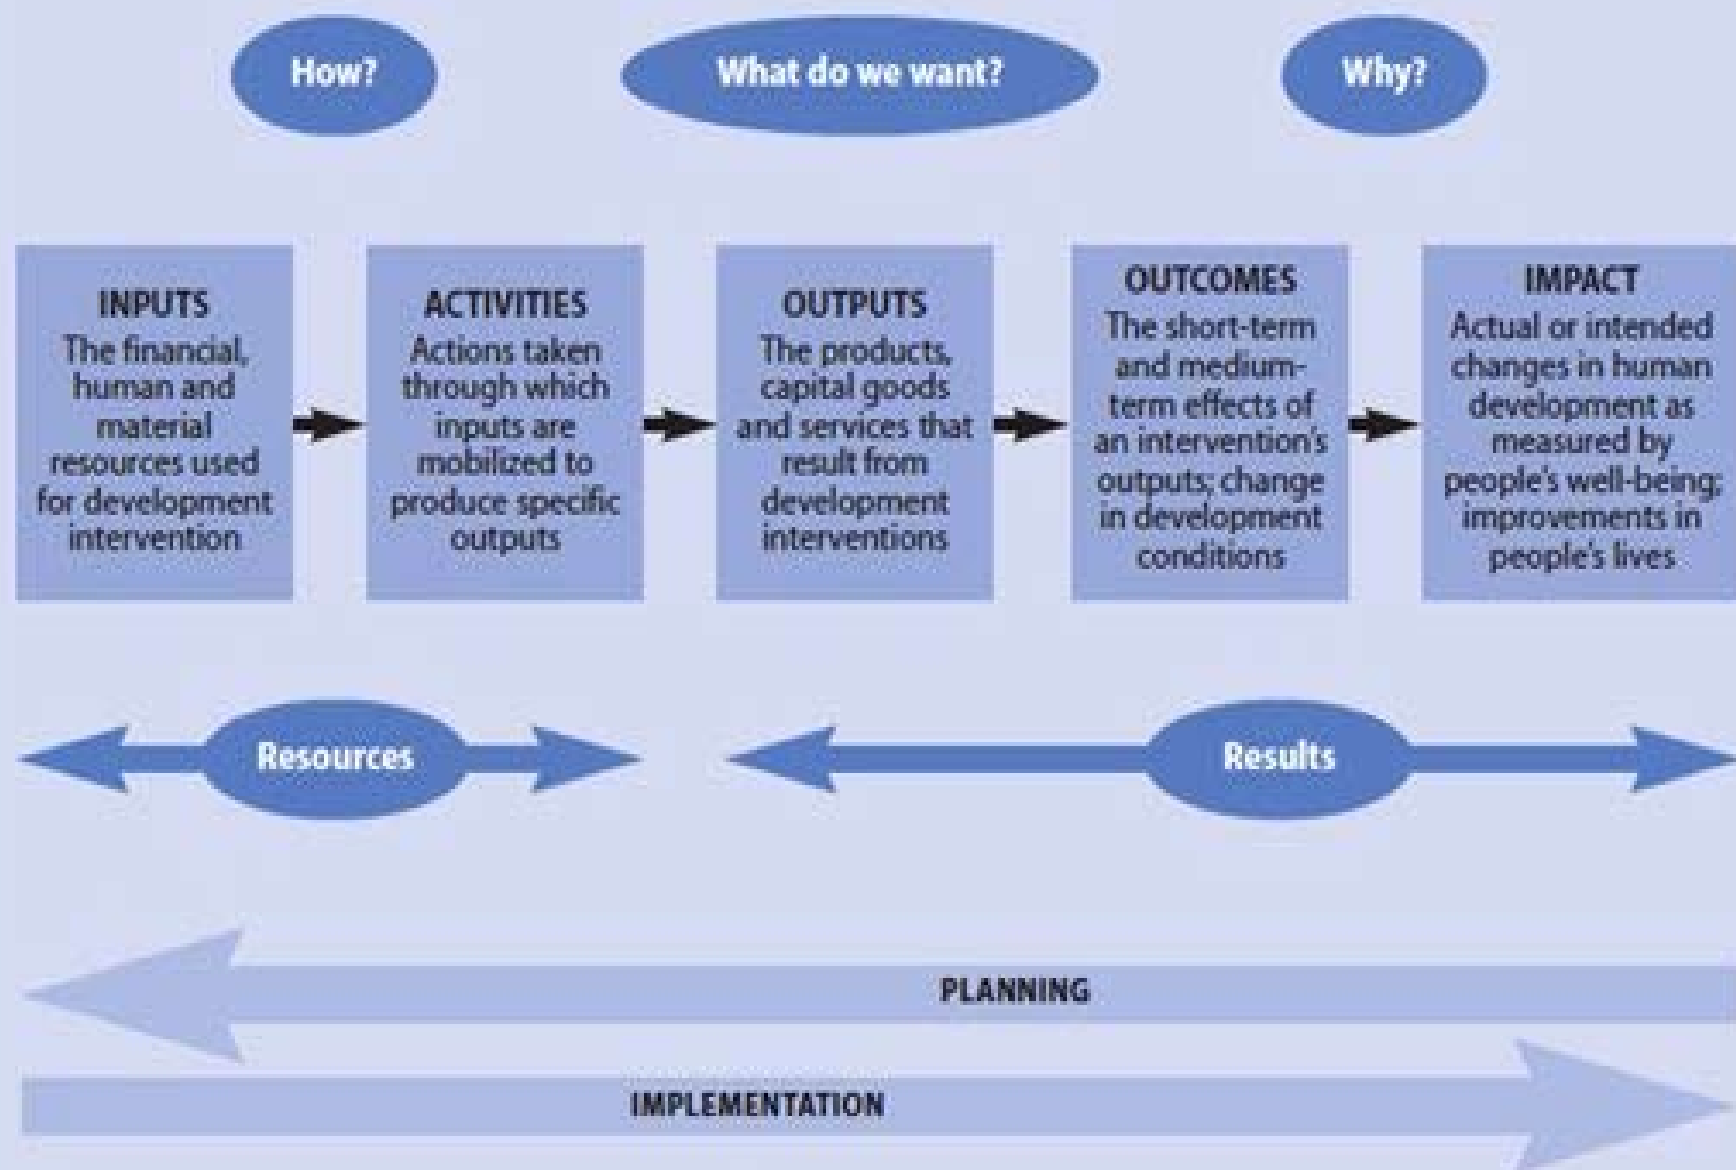 How?
What do we want?
Why?
INPUTS
The financial,
human and
material
resources used
for development
intervention
ACTIVITIES
Actions taken
through which
inputs are
mobilized to
produce specific
outputs
OUTPUTS
The products,
capital goods
and services that
result from
development
interventions
OUTCOMES
The short-term
and medium-
term effects of
an intervention's
outputs; change
in development
conditions
IMPACT
Actual or intended
changes in human
development as
measured by
people's well-being;
improvements in
people's lives
Resources
Results
PLANNING
IMPLEMENTATION